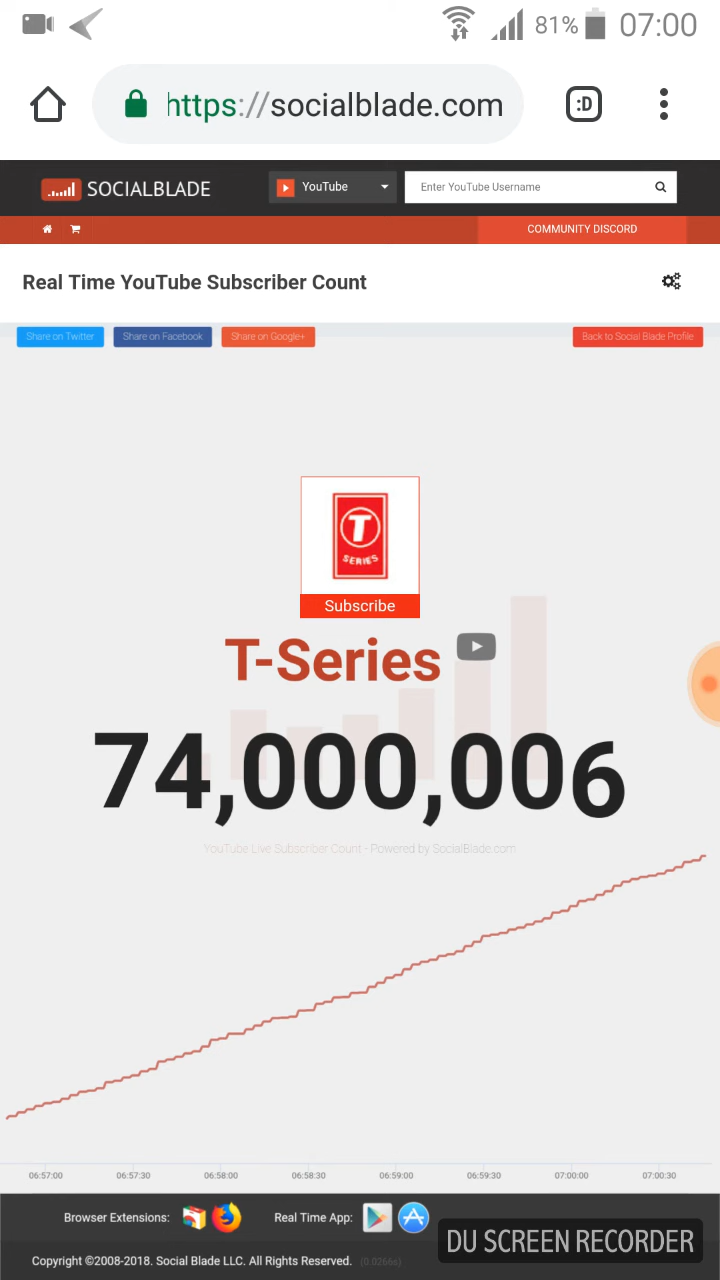 81% 07:00
https://socialblade.com :D
SOCIALBLADE YouTube Enter YouTube Username
COMMUNITY DISCORD
Real Time YouTube Subscriber Count
Share on Twitter Share on Facebook Share on Google+ Back to Social Blade Profile
T
SERIES
Subscribe
T-Series
74,000,006
YouTube Live Subscriber Count - Powered by SocialBlade.com
06:57:00 06:57:30 06:58:00 06:58:30 06:59:00 06:59:30 07:00:00 07:00:30
Browser Extensions: Real Time App:
DU SCREEN RECORDER
Copyright ©2008-2018. Social Blade LLC. All Rights Reserved. (0.0266s)